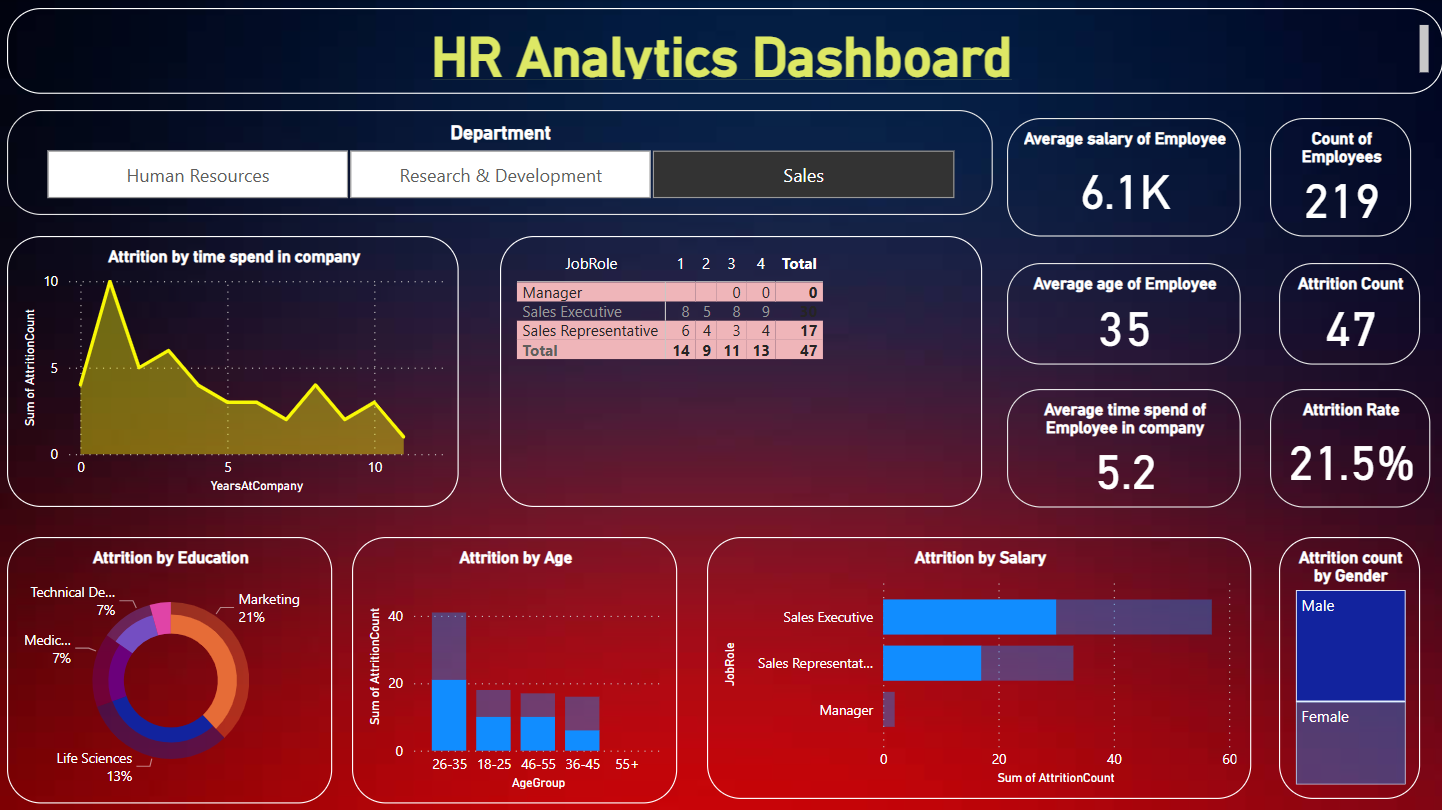 HR Analytics Dashboard
Department
Human Resources
Research & Development
Sales
Average salary of Employee
6.1K
Count of
Employees
219
Attrition by time spend in company
10
5
0
Sum of AttritionCount
0 5 10
YearsAtCompany
JobRole 1 2 3 4 Total
Manager 0 0 0
Sales Executive 8 5 8 9
Sales Representative 6 4 3 4 17
Total 14 9 11 13 47
Average age of Employee
35
Attrition Count
47
Average time spend of
Employee in company
5.2
Attrition Rate
21.5%
Attrition by Education
Technical De...
7%
Marketing
21%
Medic...
7%
Life Sciences
13%
Attrition by Age
Sum of AttritionCount
40
20
0
26-35 18-25 46-55 36-45 55+
AgeGroup
Attrition by Salary
JobRole
Sales Executive
Sales Representat...
Manager
0 20 40 60
Sum of AttritionCount
Attrition count
by Gender
Male
Female